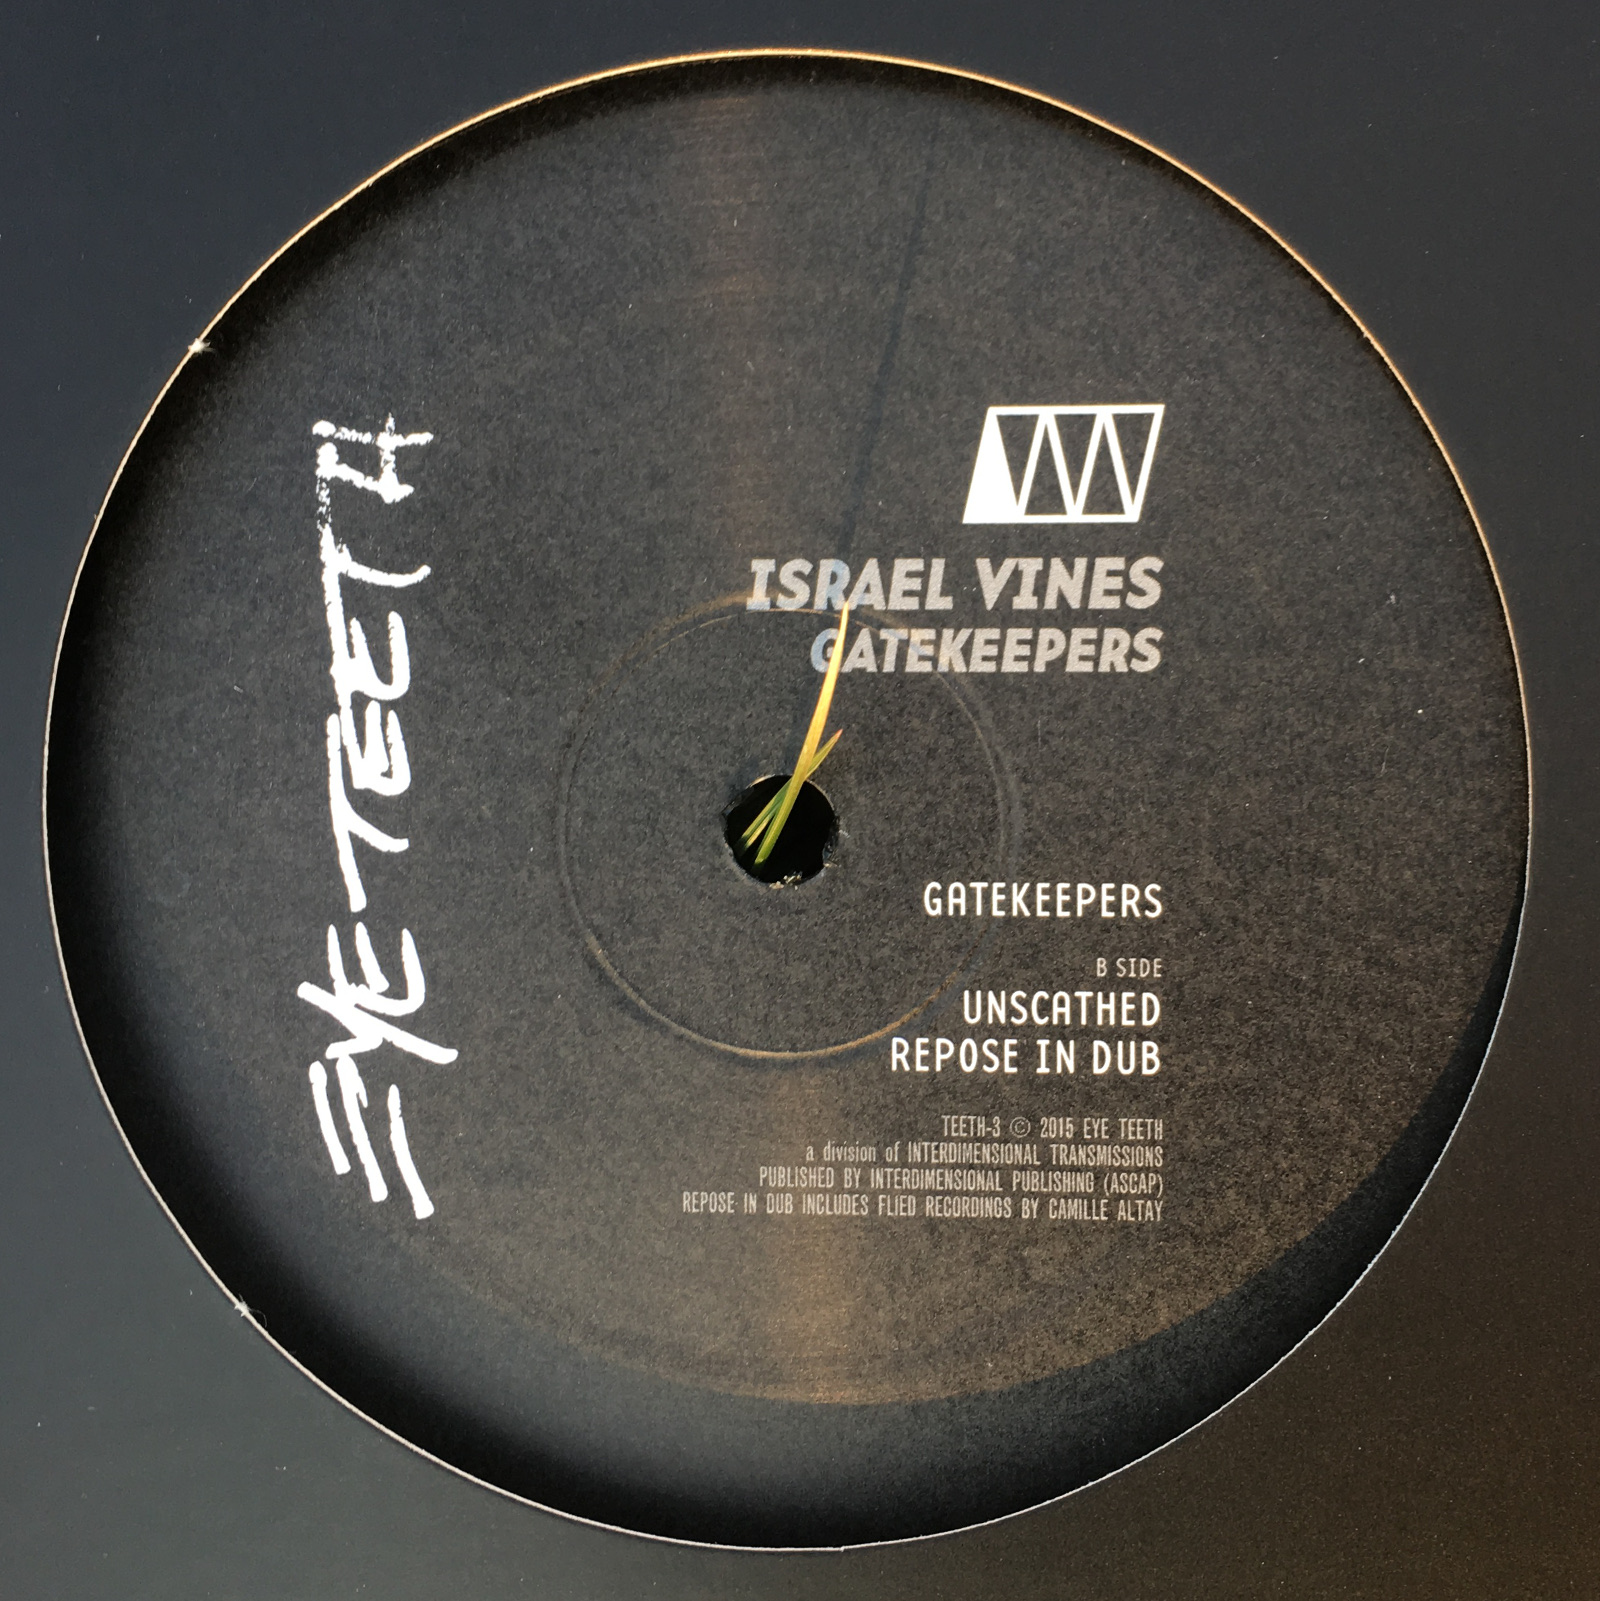 EYE TEETH
ISRAEL VINES
GATEKEEPERS
GATEKEEPERS
B SIDE
UNSCATHED
REPOSE IN DUB
TEETH-3 © 2015 EYE TEETH
a division of INTERDIMENSIONAL TRANSMISSIONS
PUBLISHED BY INTERDIMENSIONAL PUBLISHING (ASCAP)
REPOSE IN DUB INCLUDES FLIED RECORDINGS BY CAMILLE ALTAY